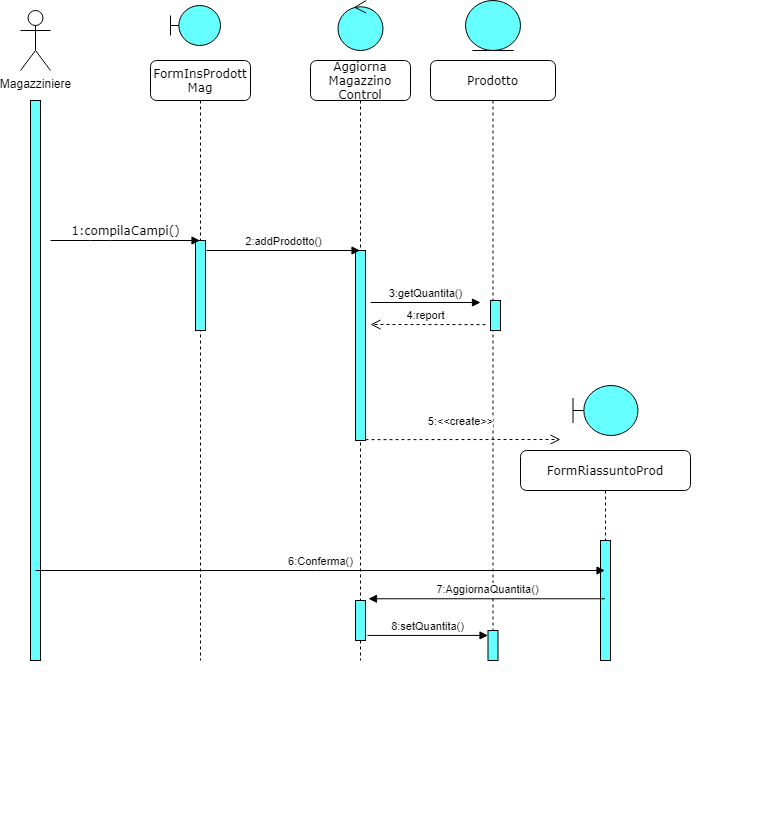 Magazziniere
FormInsProdott
Mag
Aggiorna
Magazzino
Control
Prodotto
1:compilaCampi()
2:addProdotto()
3:getQuantita()
4:report
5:<<create>>
FormRiassuntoProd
6:Conferma()
7:AggiornaQuantita()
8:setQuantita()